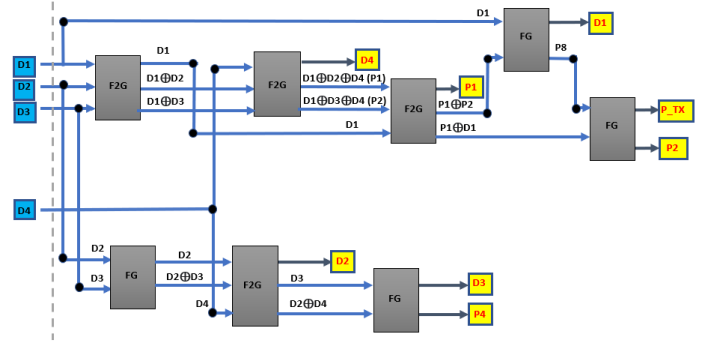 D1
FG
D1
D1
D1
D4
P8
D2
F2G
D1⊕D2
F2G
D1⊕D2⊕D4 (P1)
P1
D3
D1⊕D3
D1⊕D3⊕D4 (P2)
F2G
P1⊕P2
P_TX
D1
P1⊕D1
FG
P2
D4
D2
D2
D2
D3
FG
D2⊕D3
F2G
D3
D3
D4
D2⊕D4
FG
P4